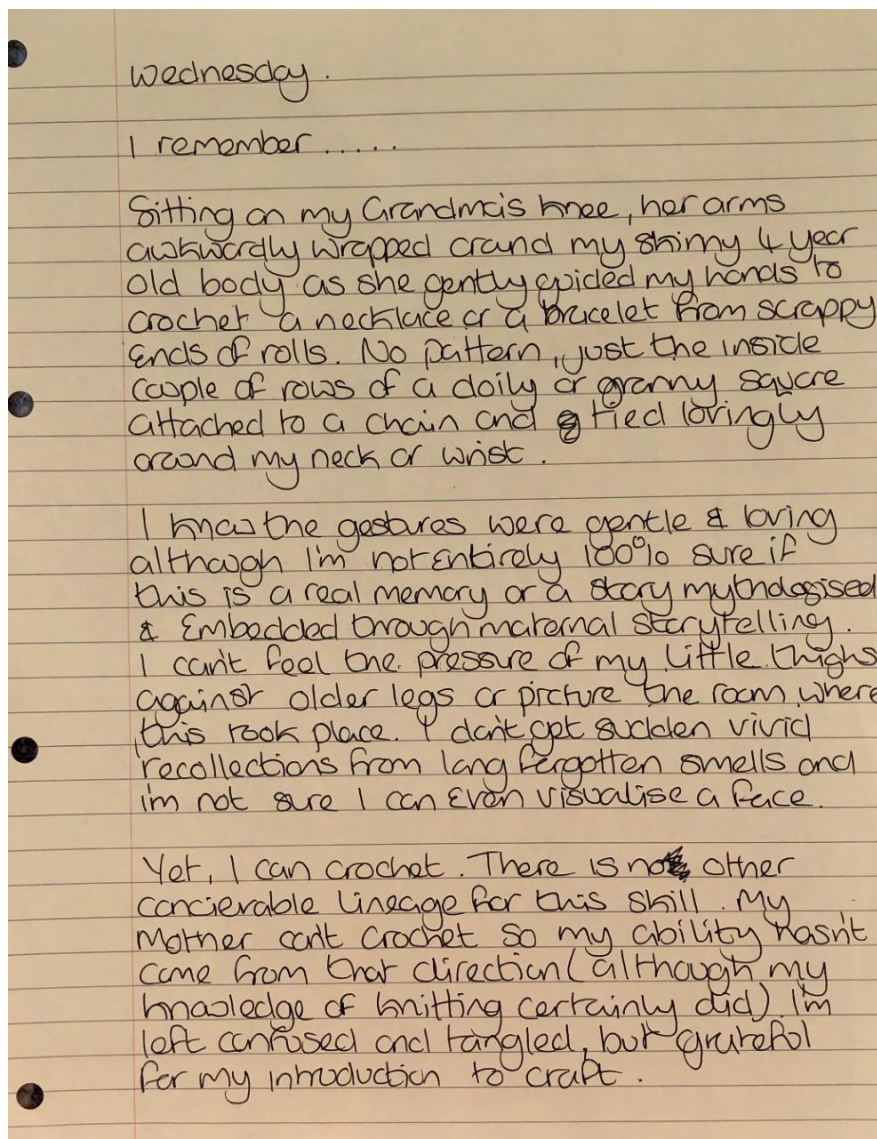 Wednesday.
I remember.....
Sitting on my Grandma's knee, her arms
awkwardly wrapped around my skinny 4 year
old body as she gently guided my hands to
crochet a necklace or a bracelet from scrappy
ends of rolls. No pattern, just the inside
couple of rows of a doily or granny square
attached to a chain and tied lovingly
around my neck or wrist.
I know the gestures were gentle & loving
although I'm not entirely 100% sure if
this is a real memory or a story mythologised
& Embedded through maternal storytelling.
I can't feel the pressure of my little thighs
against older legs or picture the room where
this took place. I don't get sudden vivid
recollections from long forgotten smells and
i'm not sure I can even visualise a face.
Yet, I can crochet. There is no other
concievable lineage for this skill. My
Mother can't crochet so my ability hasn't
come from that direction (although my
knowledge of knitting certainly did). I'm
left confused and tangled, but grateful
for my introduction to craft.